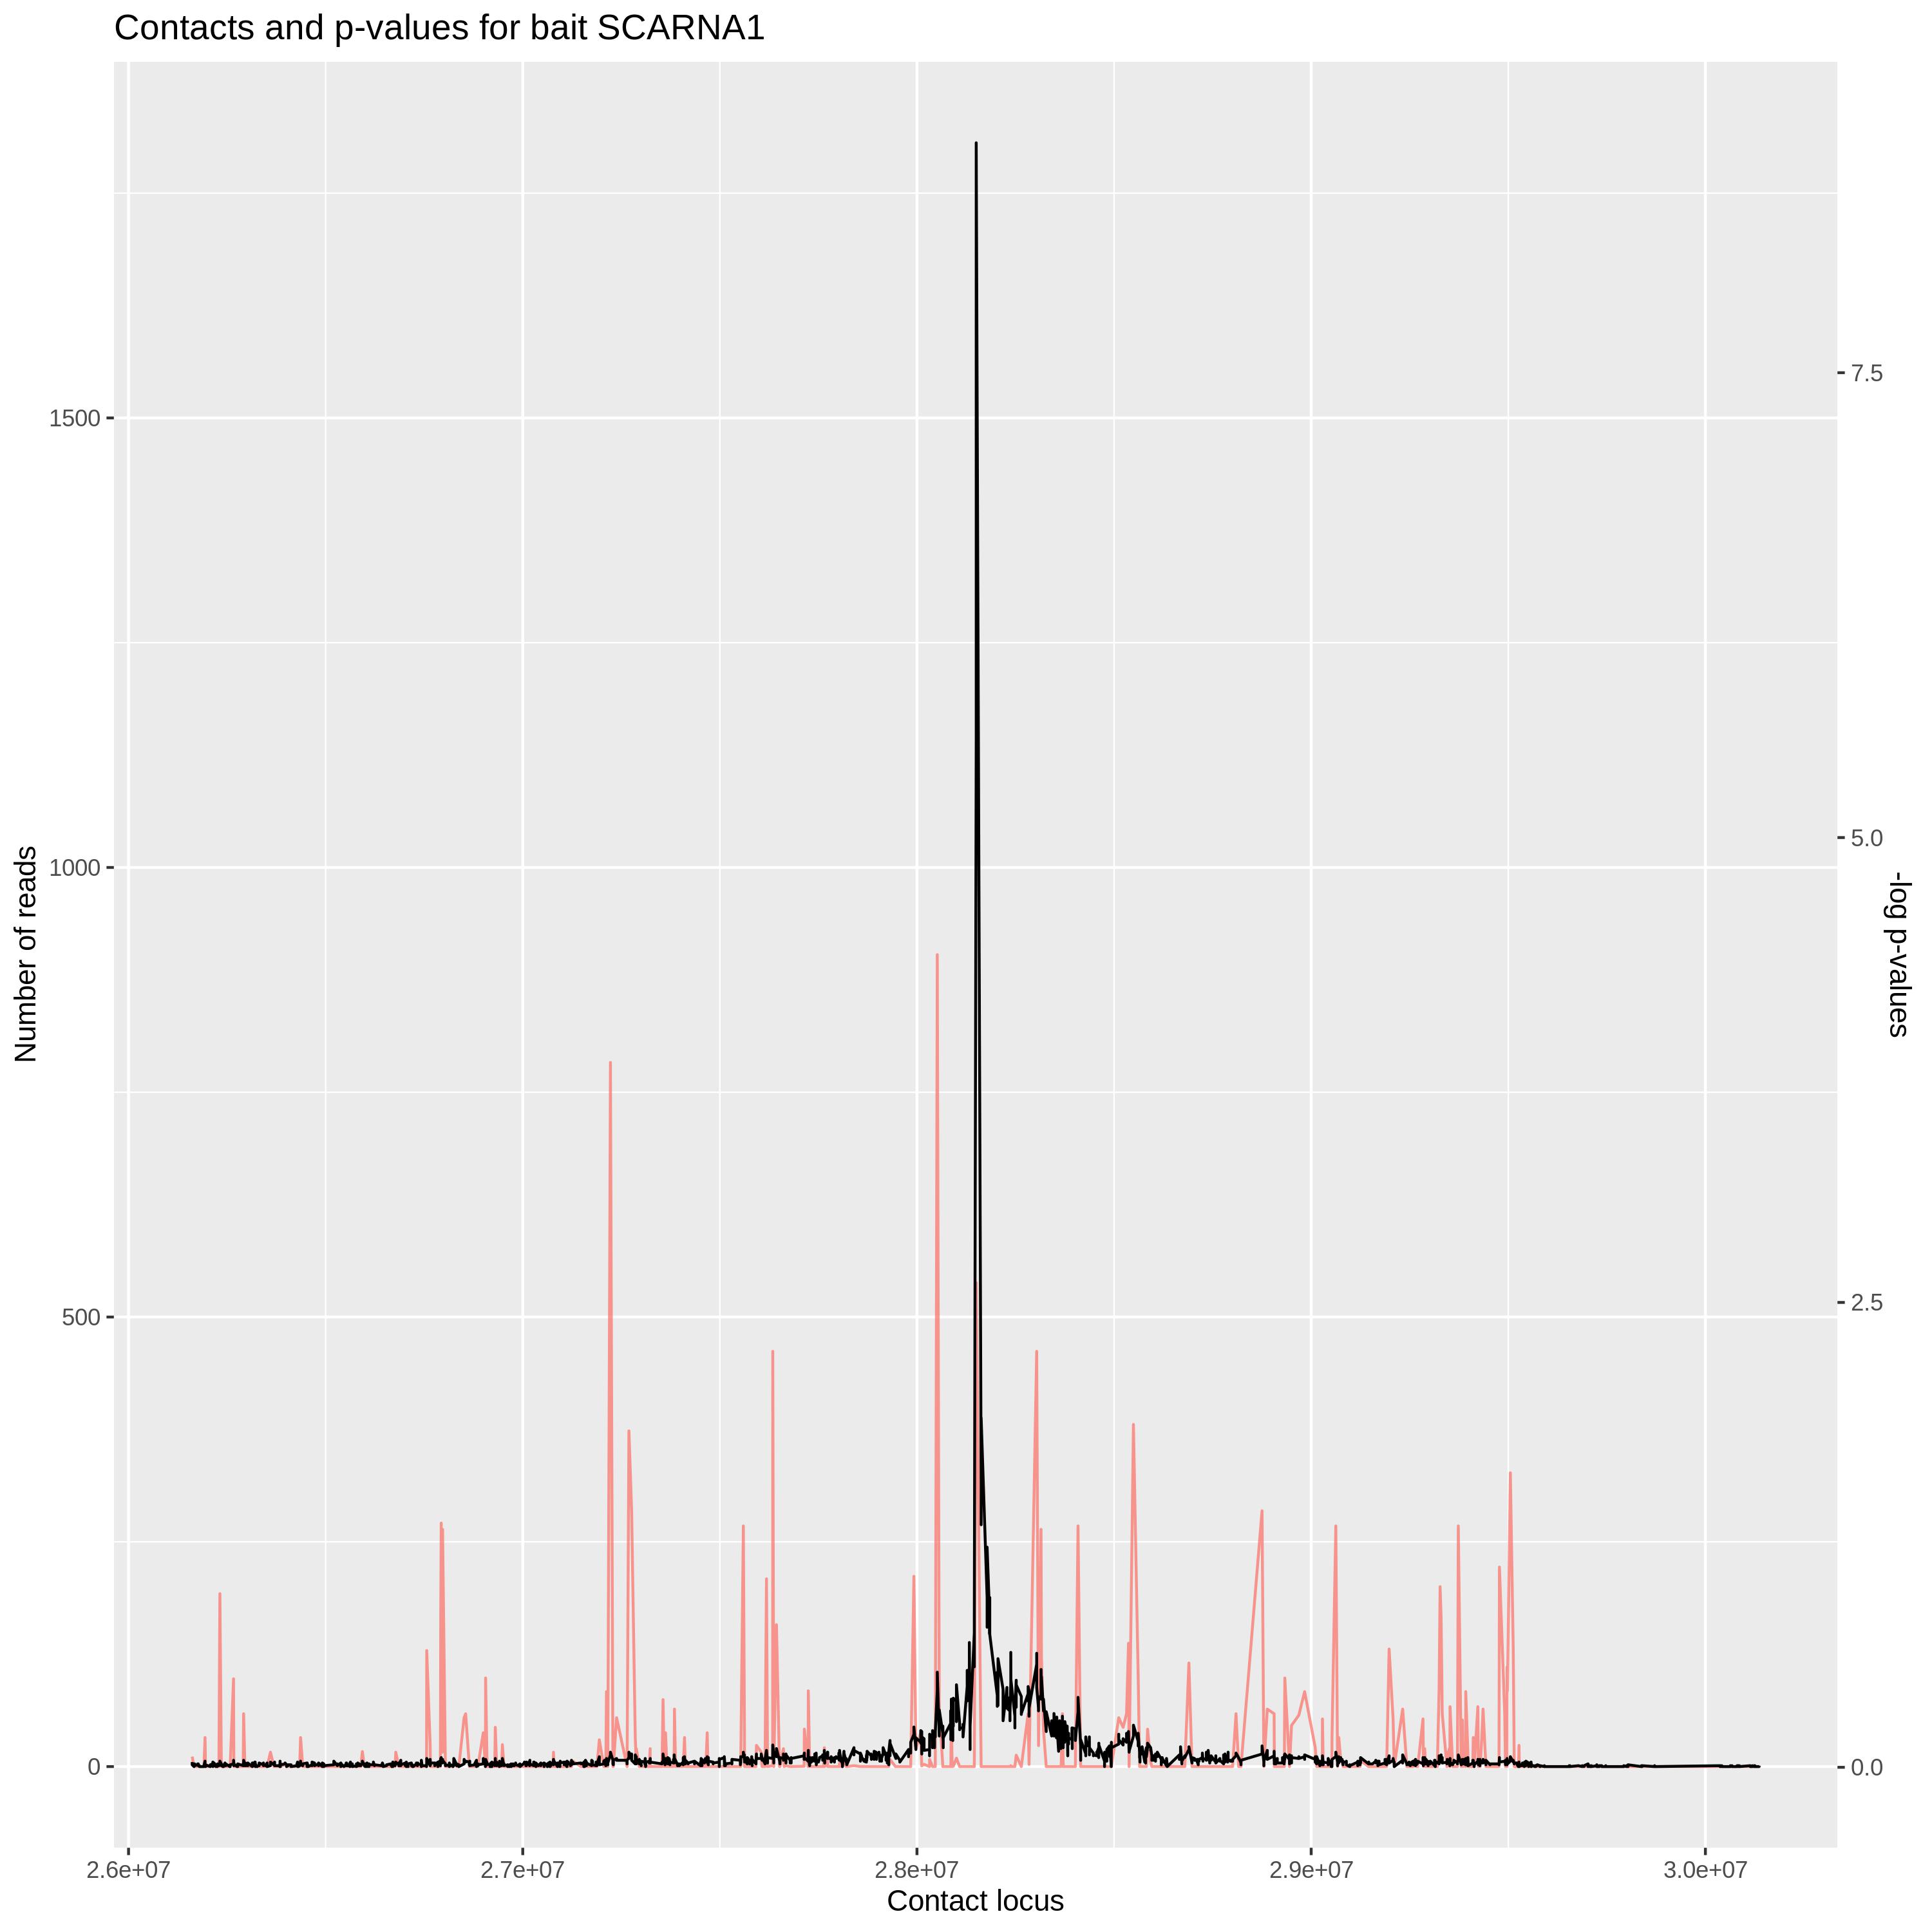 Contacts and p-values for bait SCARNA1
1500
1000
500
0
Number of reads
7.5
5.0
2.5
0.0
-log p-values
2.6e+07
2.7e+07
2.8e+07
2.9e+07
3.0e+07
Contact locus